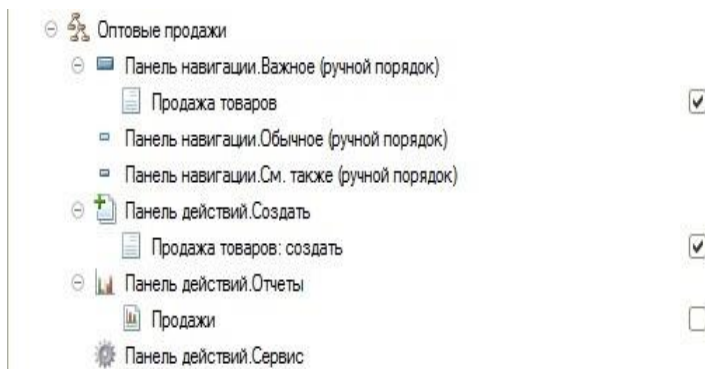 Оптовые продажи
Панель навигации.Важное (ручной порядок)
Продажа товаров
Панель навигации.Обычное (ручной порядок)
Панель навигации.См. также (ручной порядок)
Панель действий.Создать
Продажа товаров: создать
Панель действий.Отчеты
Продажи
Панель действий.Сервис